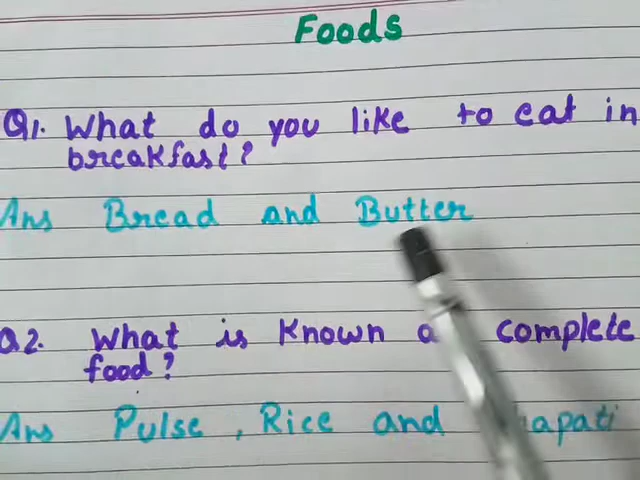 Foods
Q1. What do you like to eat in
breakfast?
Ans Bread and Butter
Q2. What is known a complete
food?
Ans Pulse, Rice and hapati